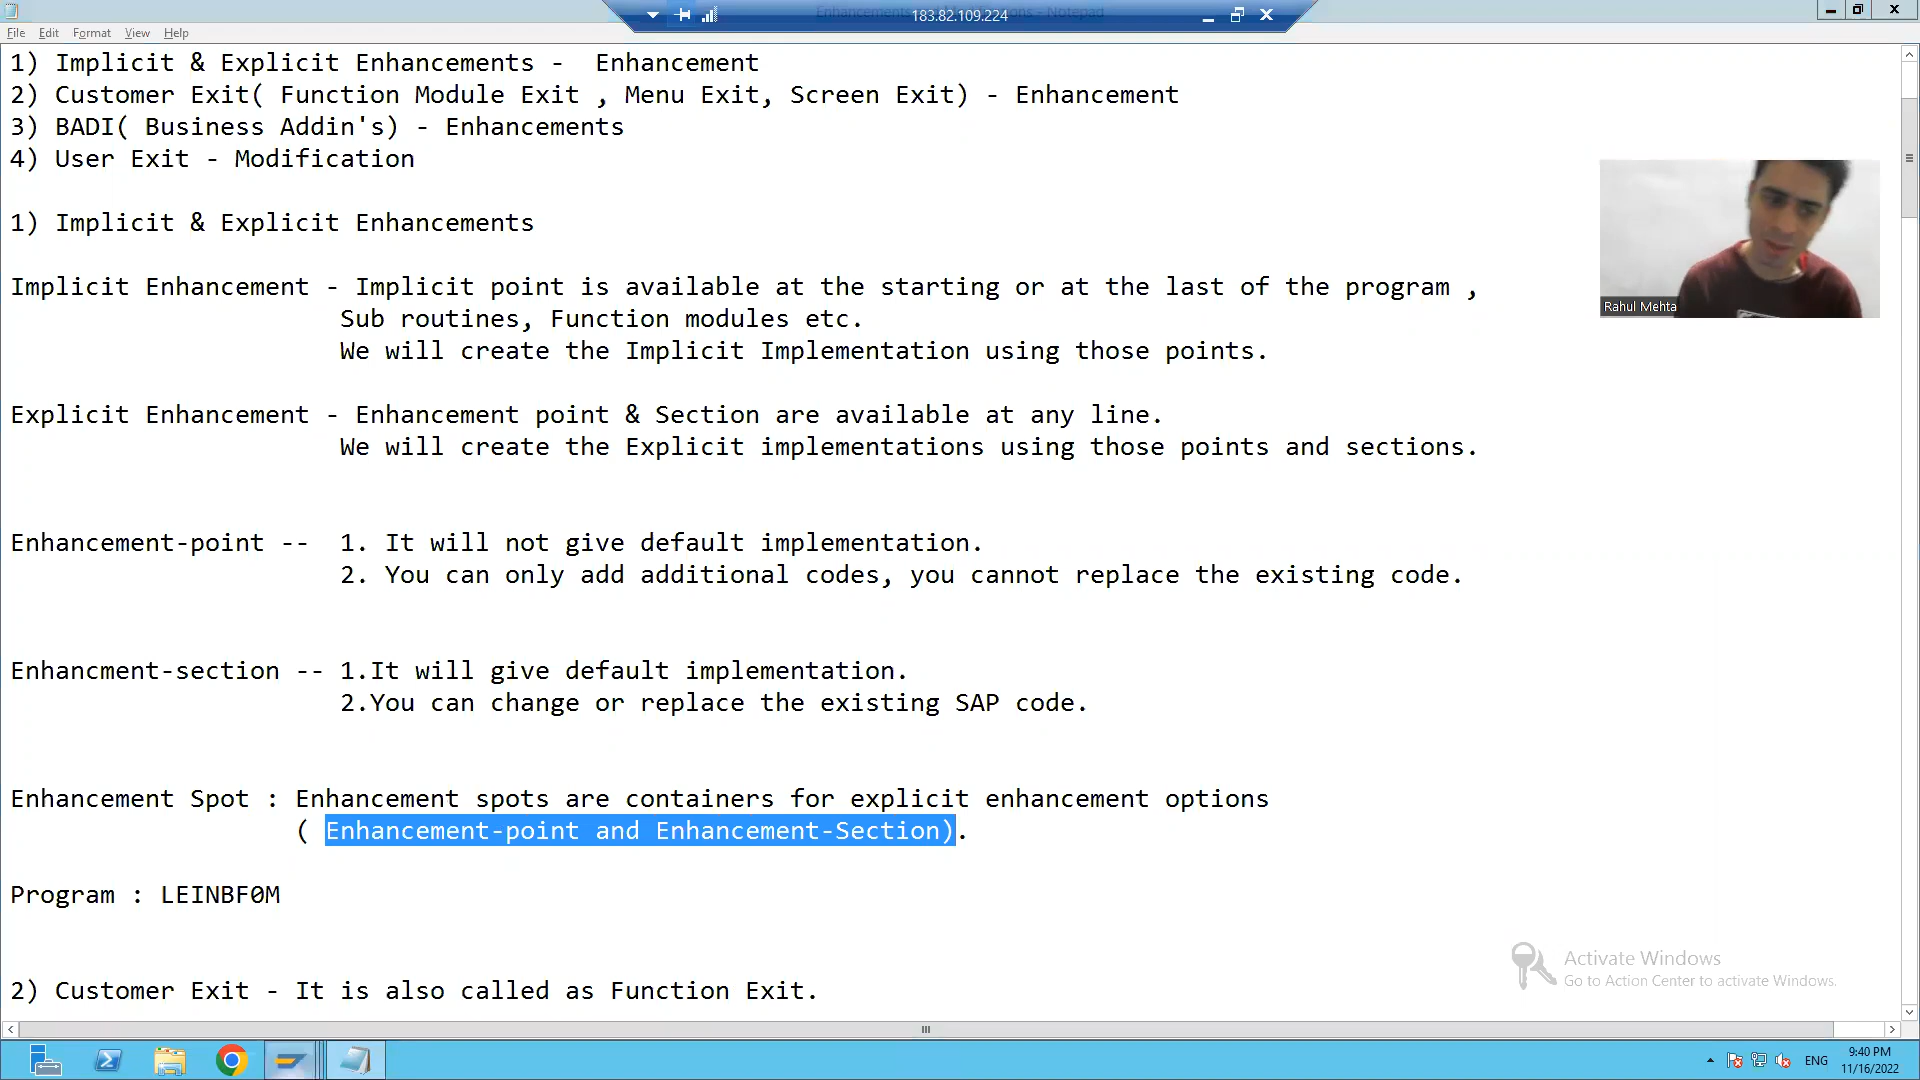 Enhancements ... ons - Notepad
183.82.109.224
File Edit Format View Help
1) Implicit & Explicit Enhancements -  Enhancement
2) Customer Exit( Function Module Exit , Menu Exit, Screen Exit) - Enhancement
3) BADI( Business Addin's) - Enhancements
4) User Exit - Modification
1) Implicit & Explicit Enhancements
Implicit Enhancement - Implicit point is available at the starting or at the last of the program ,
Sub routines, Function modules etc.
We will create the Implicit Implementation using those points.
Rahul Mehta
Explicit Enhancement - Enhancement point & Section are available at any line.
We will create the Explicit implementations using those points and sections.
Enhancement-point --  1. It will not give default implementation.
2. You can only add additional codes, you cannot replace the existing code.
Enhancment-section -- 1.It will give default implementation.
2.You can change or replace the existing SAP code.
Enhancement Spot : Enhancement spots are containers for explicit enhancement options
( Enhancement-point and Enhancement-Section).
Program : LEINBF0M
2) Customer Exit - It is also called as Function Exit.
Activate Windows
Go to Action Center to activate Windows.
ENG
9:40 PM
11/16/2022